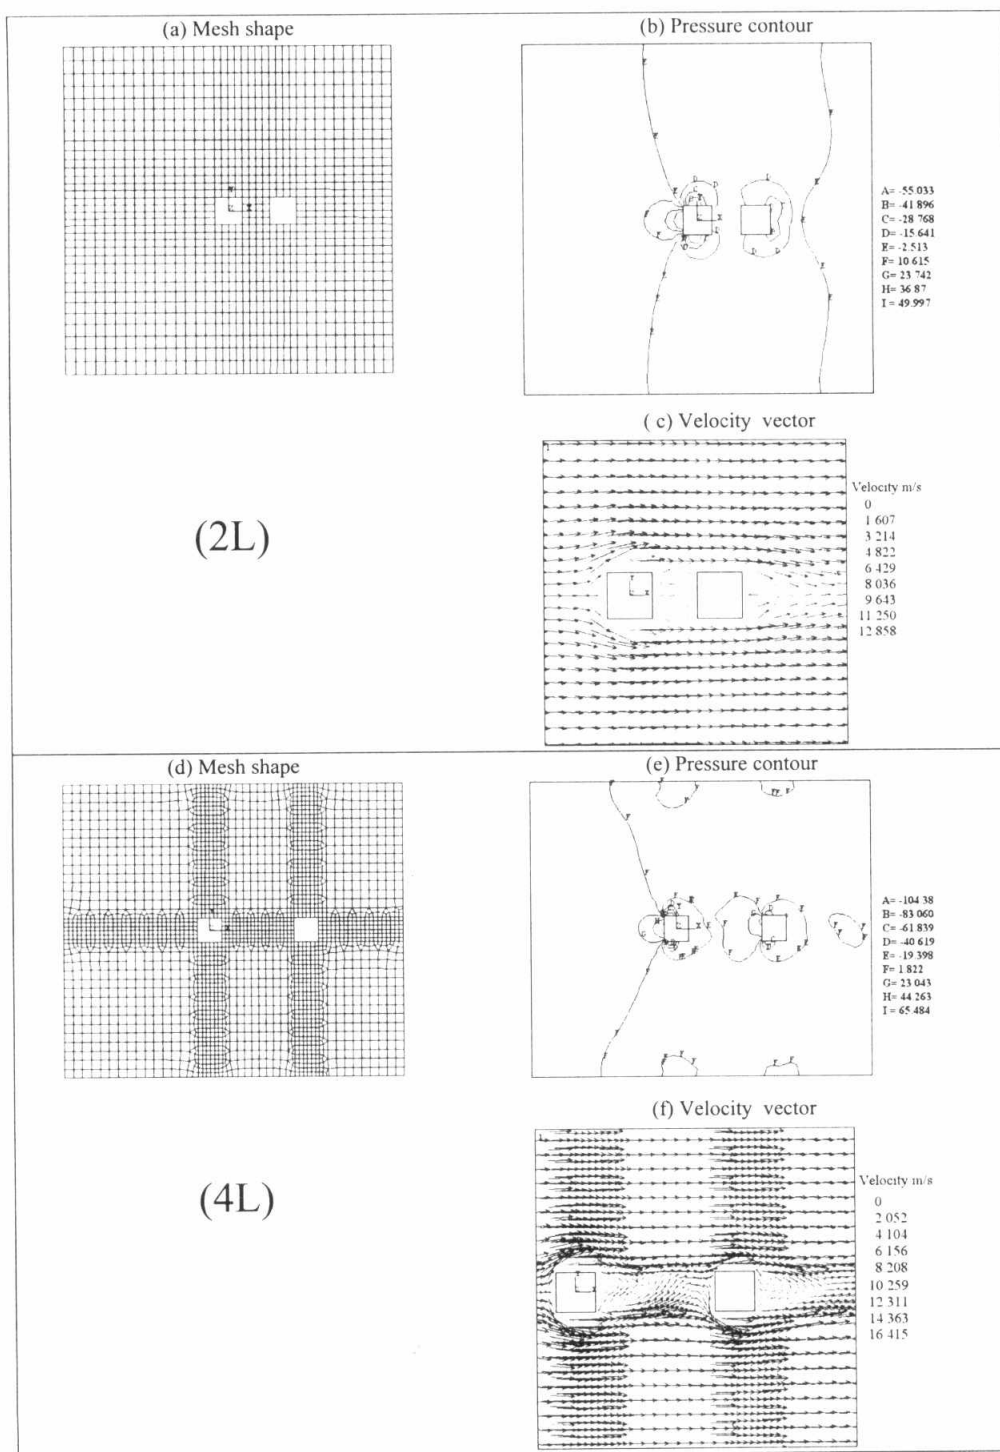 (a) Mesh shape
(b) Pressure contour
A= -55.033
B= -41 896
C= -28 768
D= -15.641
E= -2.513
F= 10 615
G= 23 742
H= 36 87
I = 49.997
( c) Velocity vector
Velocity m/s
0
1 607
3 214
4 822
6 429
8 036
9 643
11 250
12 858
(2L)
(d) Mesh shape
(e) Pressure contour
A= -104 38
B= -83 060
C= -61 839
D= -40 619
E= -19 398
F= 1 822
G= 23 043
H= 44 263
I = 65 484
(f) Velocity vector
Velocity m/s
0
2 052
4 104
6 156
8 208
10 259
12 311
14 363
16 415
(4L)